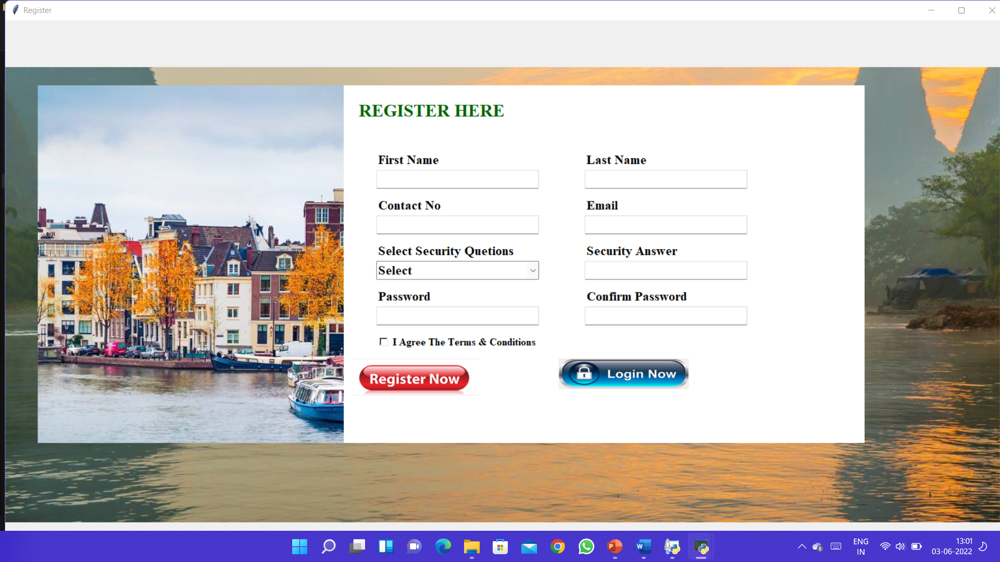 Register
REGISTER HERE
First Name
Last Name
Contact No
Email
Select Security Quetions
Security Answer
Select
Password
Confirm Password
I Agree The Terms & Conditions
Register Now
Login Now
ENG
IN
13:01
03-06-2022